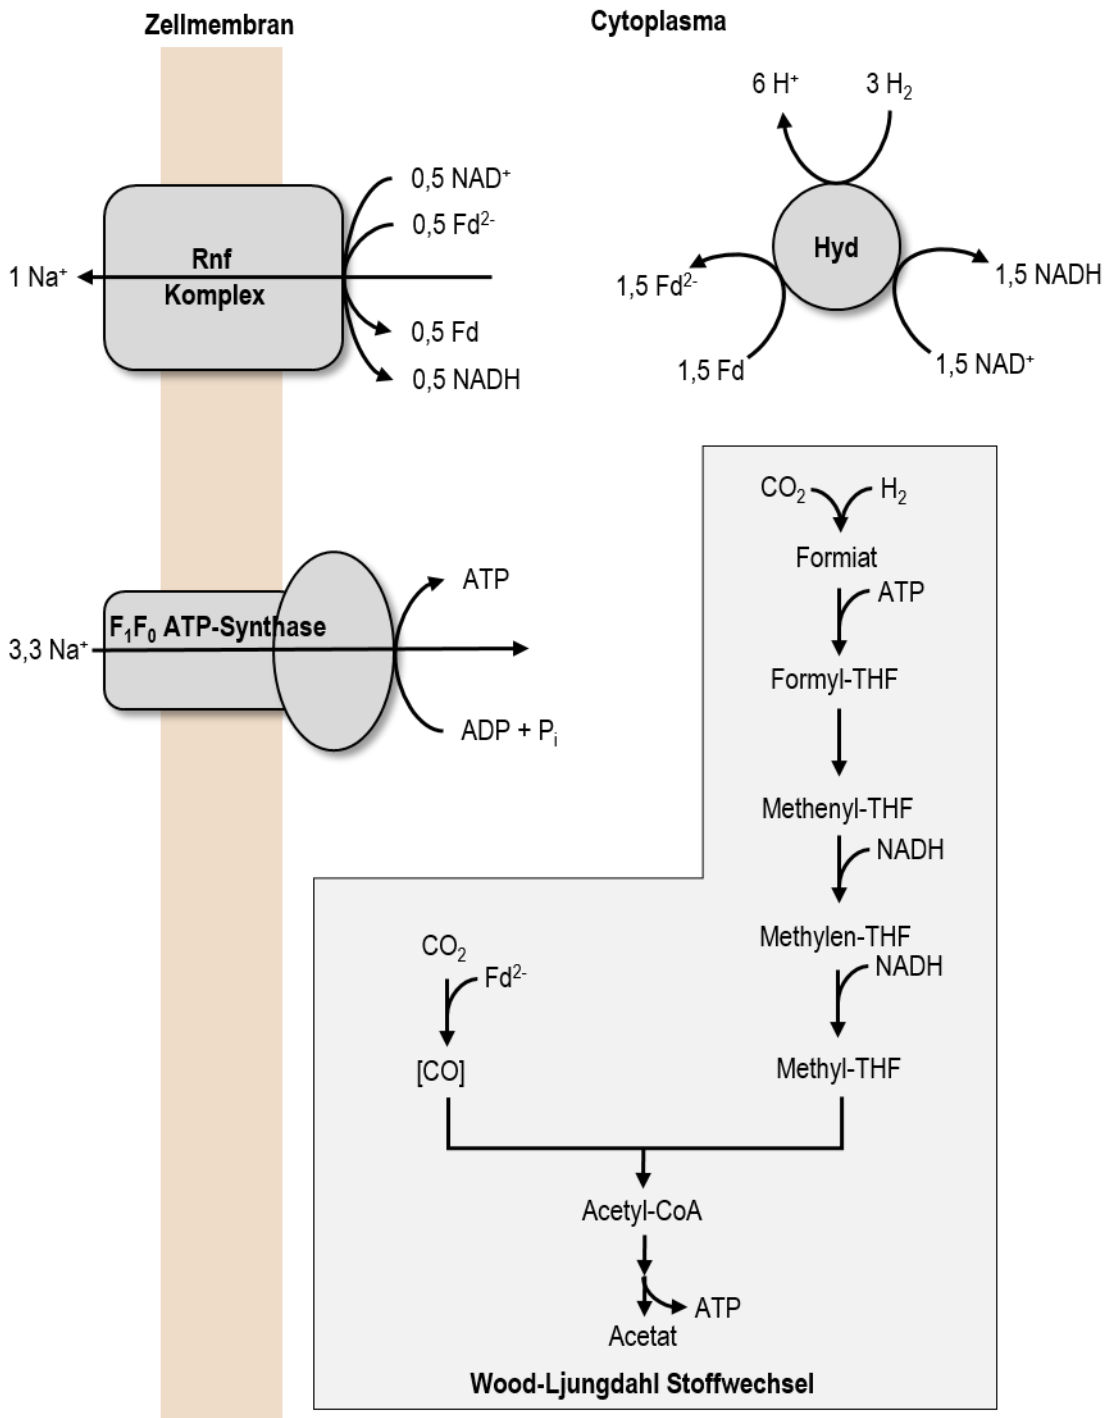 Zellmembran
Cytoplasma
6 H⁺
3 H₂
0,5 NAD⁺
0,5 Fd²⁻
Rnf
Komplex
1 Na⁺
0,5 Fd
0,5 NADH
Hyd
1,5 Fd²⁻
1,5 NADH
1,5 Fd
1,5 NAD⁺
ATP
F₁F₀ ATP-Synthase
3,3 Na⁺
ADP + Pᵢ
CO₂
H₂
Formiat
ATP
Formyl-THF
Methenyl-THF
NADH
Methylen-THF
NADH
Methyl-THF
CO₂
Fd²⁻
[CO]
Acetyl-CoA
ATP
Acetat
Wood-Ljungdahl Stoffwechsel